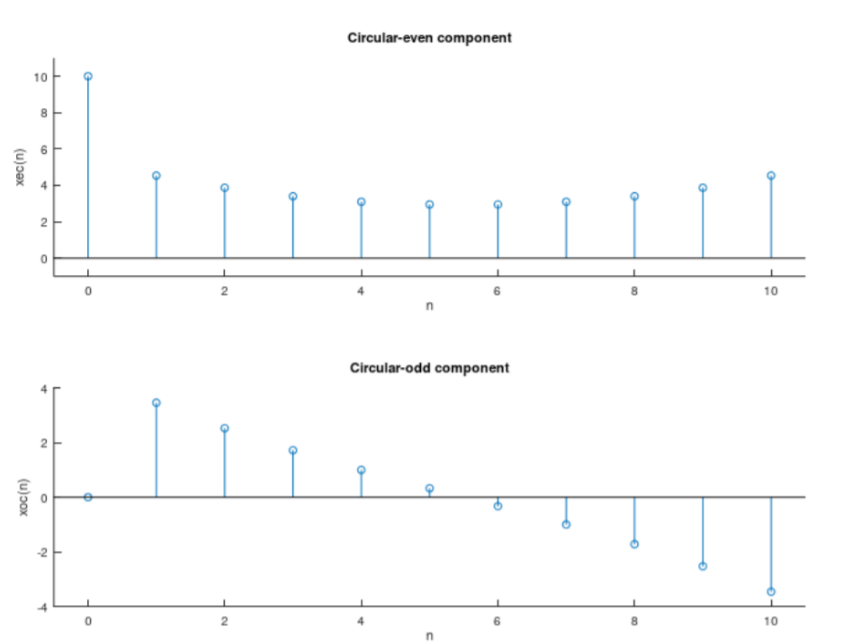 Circular-even component
10
8
6
4
2
0
xec(n)
0 2 4 6 8 10
n
Circular-odd component
4
2
0
-2
-4
xoc(n)
0 2 4 6 8 10
n